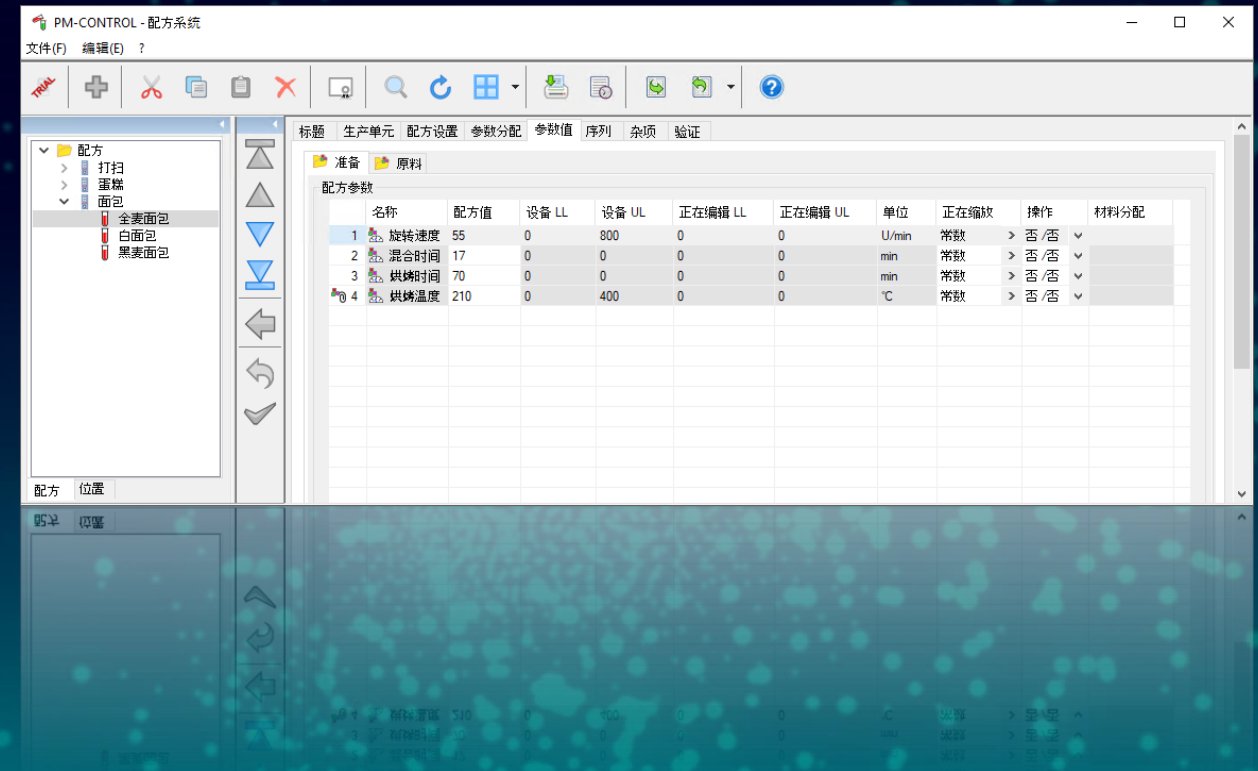 PM-CONTROL - 配方系统
文件(F) 编辑(E) ?
TRIAL
标题 生产单元 配方设置 参数分配 参数值 序列 杂项 验证
配方
打扫
蛋糕
面包
全麦面包
白面包
黑麦面包
配方 位置
准备 原料
配方参数
名称 配方值 设备 LL 设备 UL 正在编辑 LL 正在编辑 UL 单位 正在缩放 操作 材料分配
1 旋转速度 55 0 800 0 0 U/min 常数 > 否 /否
2 混合时间 17 0 0 0 0 min 常数 > 否 /否
3 烘烤时间 70 0 0 0 0 min 常数 > 否 /否
4 烘烤温度 210 0 400 0 0 °C 常数 > 否 /否